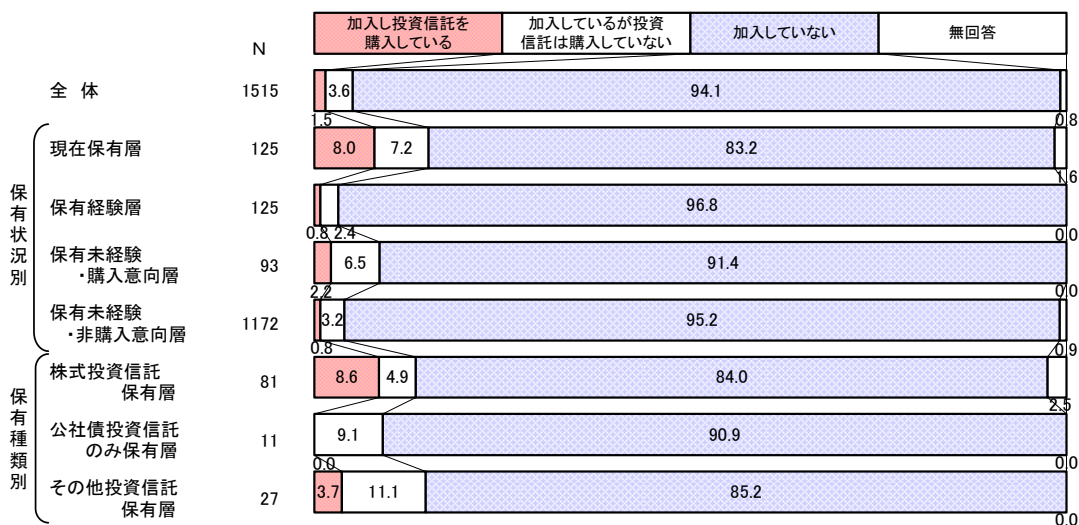 加入し投資信託を
購入している
加入しているが投資
信託は購入していない
加入していない
無回答
N
全 体 1515 3.6 94.1
1.5 0.8
現在保有層 125 8.0 7.2 83.2
1.6
保有経験層 125 96.8
0.8 2.4 0.0
保有未経験
・購入意向層 93 6.5 91.4
2.2 0.0
保有未経験
・非購入意向層 1172 3.2 95.2
0.8 0.9
株式投資信託
保有層 81 8.6 4.9 84.0
2.5
公社債投資信託
のみ保有層 11 9.1 90.9
0.0 0.0
その他投資信託
保有層 27 3.7 11.1 85.2
0.0
保有状況別
保有種類別